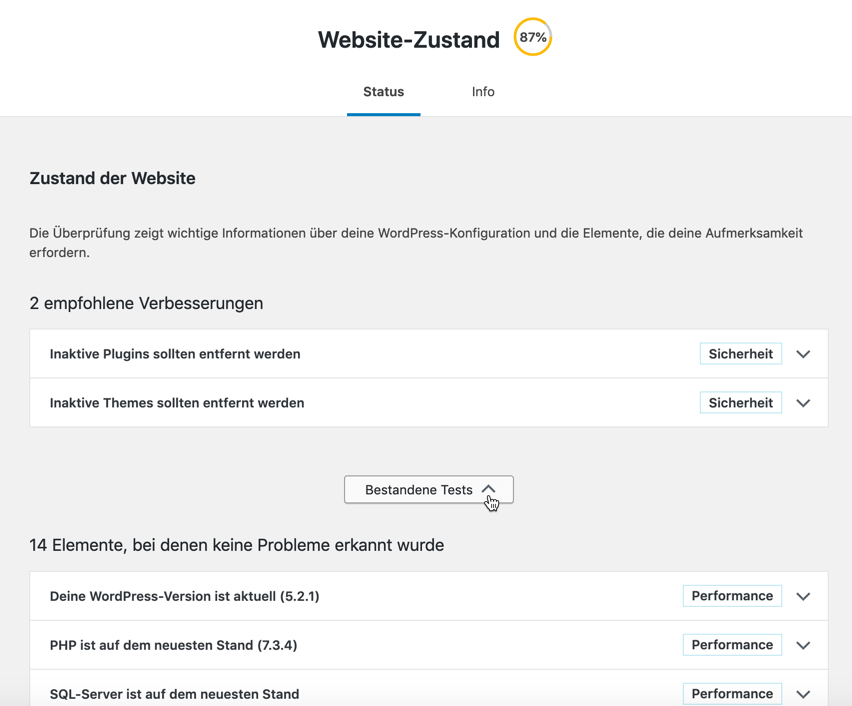 Website-Zustand 87%
Status Info
Zustand der Website
Die Überprüfung zeigt wichtige Informationen über deine WordPress-Konfiguration und die Elemente, die deine Aufmerksamkeit
erfordern.
2 empfohlene Verbesserungen
Inaktive Plugins sollten entfernt werden Sicherheit
Inaktive Themes sollten entfernt werden Sicherheit
Bestandene Tests
14 Elemente, bei denen keine Probleme erkannt wurde
Deine WordPress-Version ist aktuell (5.2.1) Performance
PHP ist auf dem neuesten Stand (7.3.4) Performance
SQL-Server ist auf dem neuesten Stand Performance